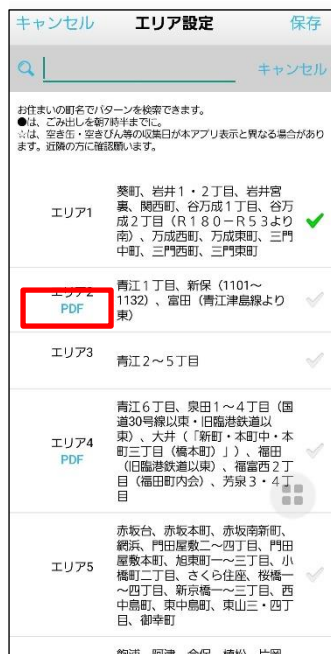 キャンセル エリア設定 保存
キャンセル
お住まいの町名でパターンを検索できます。
●は、ごみ出しを朝7時半までに。
☆は、空き缶・空きびん等の収集日が本アプリ表示と異なる場合があり
ます。近隣の方に確認願います。
エリア1
葵町、岩井1・2丁目、岩井宮
裏、関西町、谷万成1丁目、谷万
成2丁目（R180－R53より
南）、万成西町、万成東町、三門
中町、三門西町、三門東町
エリア2
PDF
青江1丁目、新保（1101～
1132）、富田（青江津島線より
東）
エリア3
青江2～5丁目
エリア4
PDF
青江6丁目、泉田1～4丁目（国
道30号線以東・旧臨港鉄道以
東）、大井（「新町・本町中・本
町三丁目（橋本町）」）、福田
（旧臨港鉄道以東）、福富西2丁
目（福田町内会）、芳泉3・4丁
目
エリア5
赤坂台、赤坂本町、赤坂南新町、
網浜、門田屋敷二～四丁目、門田
屋敷本町、旭東町一～三丁目、小
橋町二丁目、さくら住座、桜橋一
～四丁目、新京橋一～三丁目、西
中島町、東中島町、東山三・四丁
目、御幸町